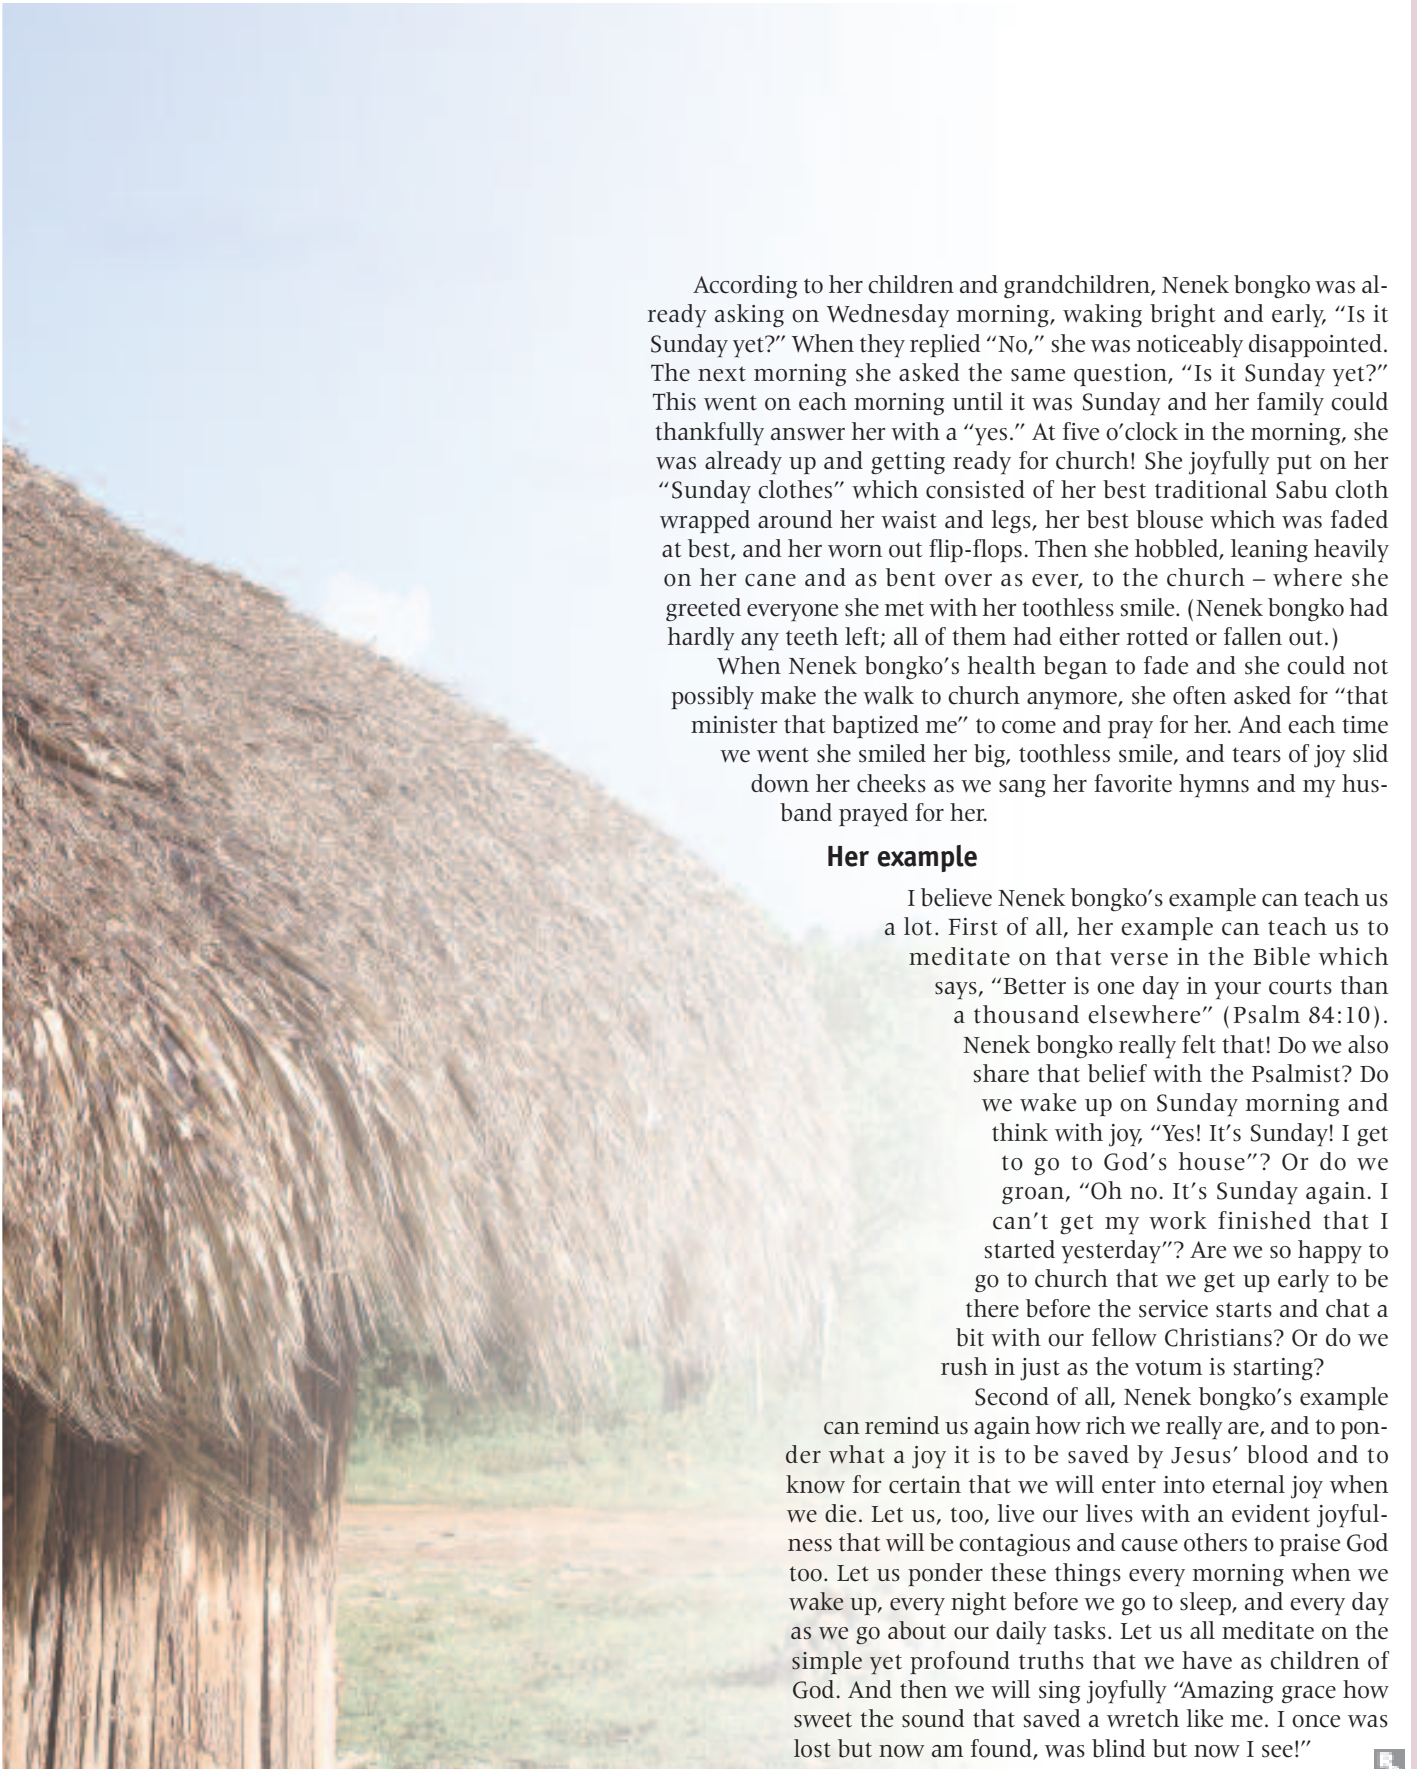 According to her children and grandchildren, Nenek bongko was al-
ready asking on Wednesday morning, waking bright and early, “Is it
Sunday yet?” When they replied “No,” she was noticeably disappointed.
The next morning she asked the same question, “Is it Sunday yet?”
This went on each morning until it was Sunday and her family could
thankfully answer her with a “yes.” At five o’clock in the morning, she
was already up and getting ready for church! She joyfully put on her
“Sunday clothes” which consisted of her best traditional Sabu cloth
wrapped around her waist and legs, her best blouse which was faded
at best, and her worn out flip-flops. Then she hobbled, leaning heavily
on her cane and as bent over as ever, to the church – where she
greeted everyone she met with her toothless smile. (Nenek bongko had
hardly any teeth left; all of them had either rotted or fallen out.)
When Nenek bongko’s health began to fade and she could not
possibly make the walk to church anymore, she often asked for “that
minister that baptized me” to come and pray for her. And each time
we went she smiled her big, toothless smile, and tears of joy slid
down her cheeks as we sang her favorite hymns and my hus-
band prayed for her.
Her example
I believe Nenek bongko’s example can teach us
a lot. First of all, her example can teach us to
meditate on that verse in the Bible which
says, “Better is one day in your courts than
a thousand elsewhere” (Psalm 84:10).
Nenek bongko really felt that! Do we also
share that belief with the Psalmist? Do
we wake up on Sunday morning and
think with joy, “Yes! It’s Sunday! I get
to go to God’s house”? Or do we
groan, “Oh no. It’s Sunday again. I
can’t get my work finished that I
started yesterday”? Are we so happy to
go to church that we get up early to be
there before the service starts and chat a
bit with our fellow Christians? Or do we
rush in just as the votum is starting?
Second of all, Nenek bongko’s example
can remind us again how rich we really are, and to pon-
der what a joy it is to be saved by Jesus’ blood and to
know for certain that we will enter into eternal joy when
we die. Let us, too, live our lives with an evident joyful-
ness that will be contagious and cause others to praise God
too. Let us ponder these things every morning when we
wake up, every night before we go to sleep, and every day
as we go about our daily tasks. Let us all meditate on the
simple yet profound truths that we have as children of
God. And then we will sing joyfully “Amazing grace how
sweet the sound that saved a wretch like me. I once was
lost but now am found, was blind but now I see!”